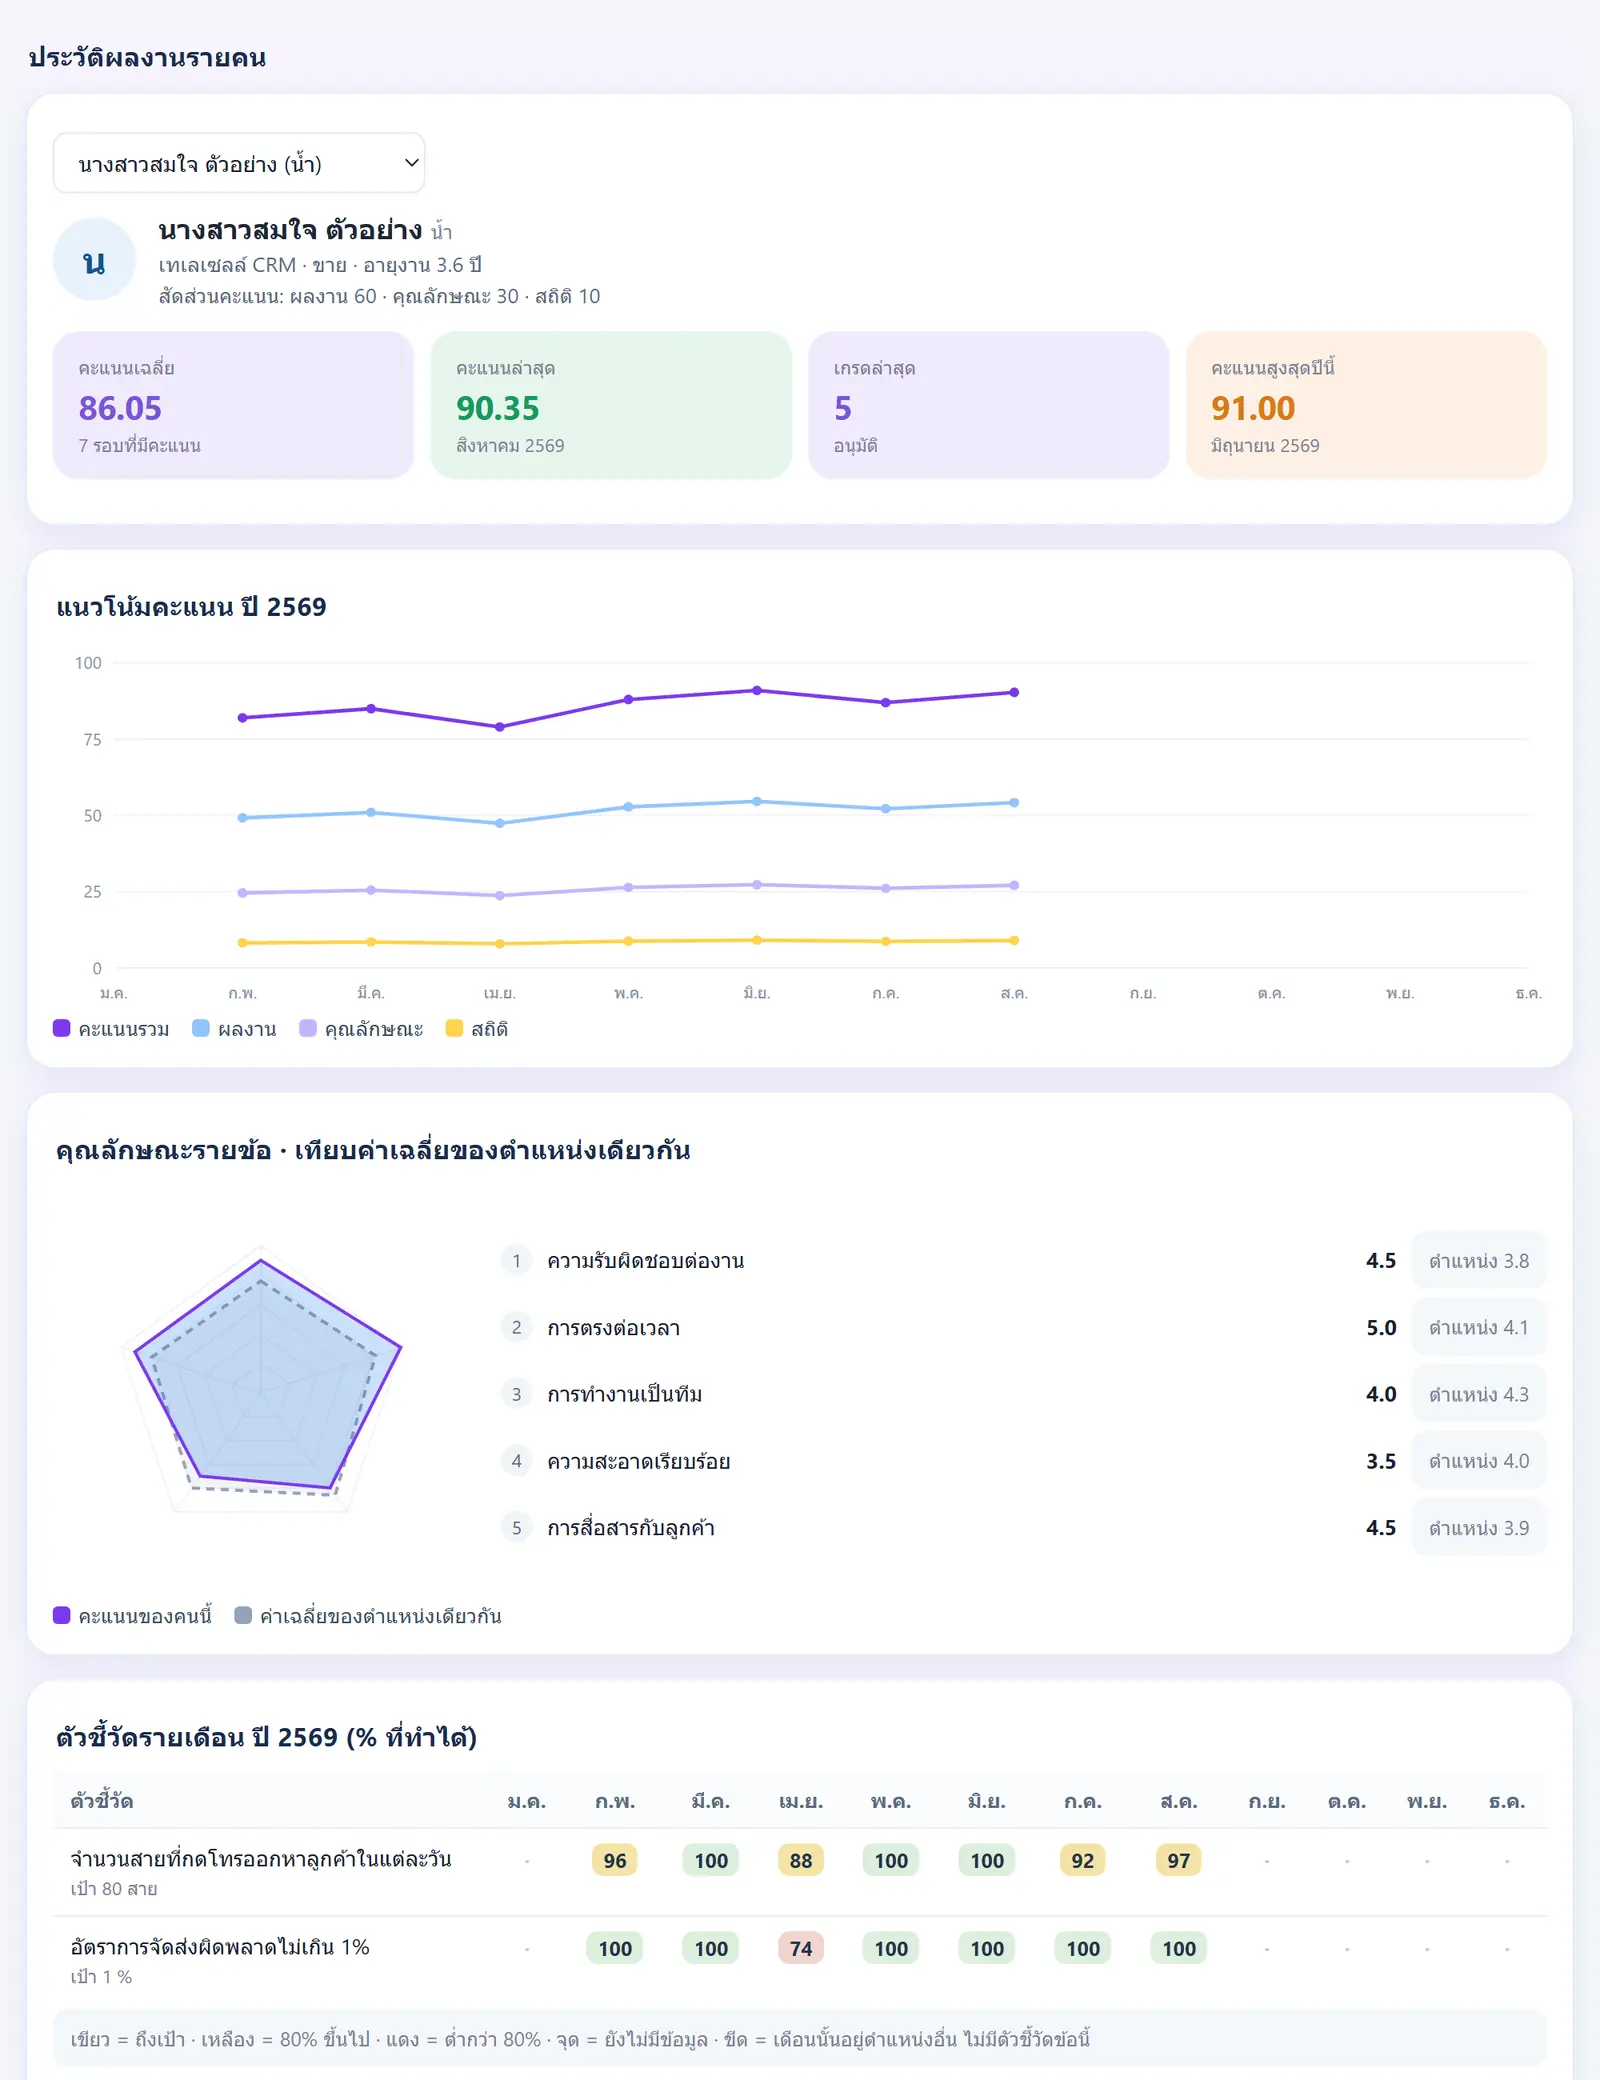 ประวัติผลงานรายคน
นางสาวสมใจ ตัวอย่าง (น้ำ)
น
นางสาวสมใจ ตัวอย่าง น้ำ
เทเลเซลล์ CRM · ขาย · อายุงาน 3.6 ปี
สัดส่วนคะแนน: ผลงาน 60 · คุณลักษณะ 30 · สถิติ 10
คะแนนเฉลี่ย
86.05
7 รอบที่มีคะแนน
คะแนนล่าสุด
90.35
สิงหาคม 2569
เกรดล่าสุด
5
อนุมัติ
คะแนนสูงสุดปีนี้
91.00
มิถุนายน 2569
แนวโน้มคะแนน ปี 2569
100
75
50
25
0
ม.ค. ก.พ. มี.ค. เม.ย. พ.ค. มิ.ย. ก.ค. ส.ค. ก.ย. ต.ค. พ.ย. ธ.ค.
คะแนนรวม ผลงาน คุณลักษณะ สถิติ
คุณลักษณะรายข้อ · เทียบค่าเฉลี่ยของตำแหน่งเดียวกัน
1 ความรับผิดชอบต่องาน 4.5 ตำแหน่ง 3.8
2 การตรงต่อเวลา 5.0 ตำแหน่ง 4.1
3 การทำงานเป็นทีม 4.0 ตำแหน่ง 4.3
4 ความสะอาดเรียบร้อย 3.5 ตำแหน่ง 4.0
5 การสื่อสารกับลูกค้า 4.5 ตำแหน่ง 3.9
คะแนนของคนนี้ ค่าเฉลี่ยของตำแหน่งเดียวกัน
ตัวชี้วัดรายเดือน ปี 2569 (% ที่ทำได้)
ตัวชี้วัด ม.ค. ก.พ. มี.ค. เม.ย. พ.ค. มิ.ย. ก.ค. ส.ค. ก.ย. ต.ค. พ.ย. ธ.ค.
จำนวนสายที่กดโทรออกหาลูกค้าในแต่ละวัน · 96 100 88 100 100 92 97 · · · ·
เป้า 80 สาย
อัตราการจัดส่งผิดพลาดไม่เกิน 1% · 100 100 74 100 100 100 100 · · · ·
เป้า 1 %
เขียว = ถึงเป้า · เหลือง = 80% ขึ้นไป · แดง = ต่ำกว่า 80% · จุด = ยังไม่มีข้อมูล · ขีด = เดือนนั้นอยู่ตำแหน่งอื่น ไม่มีตัวชี้วัดข้อนี้